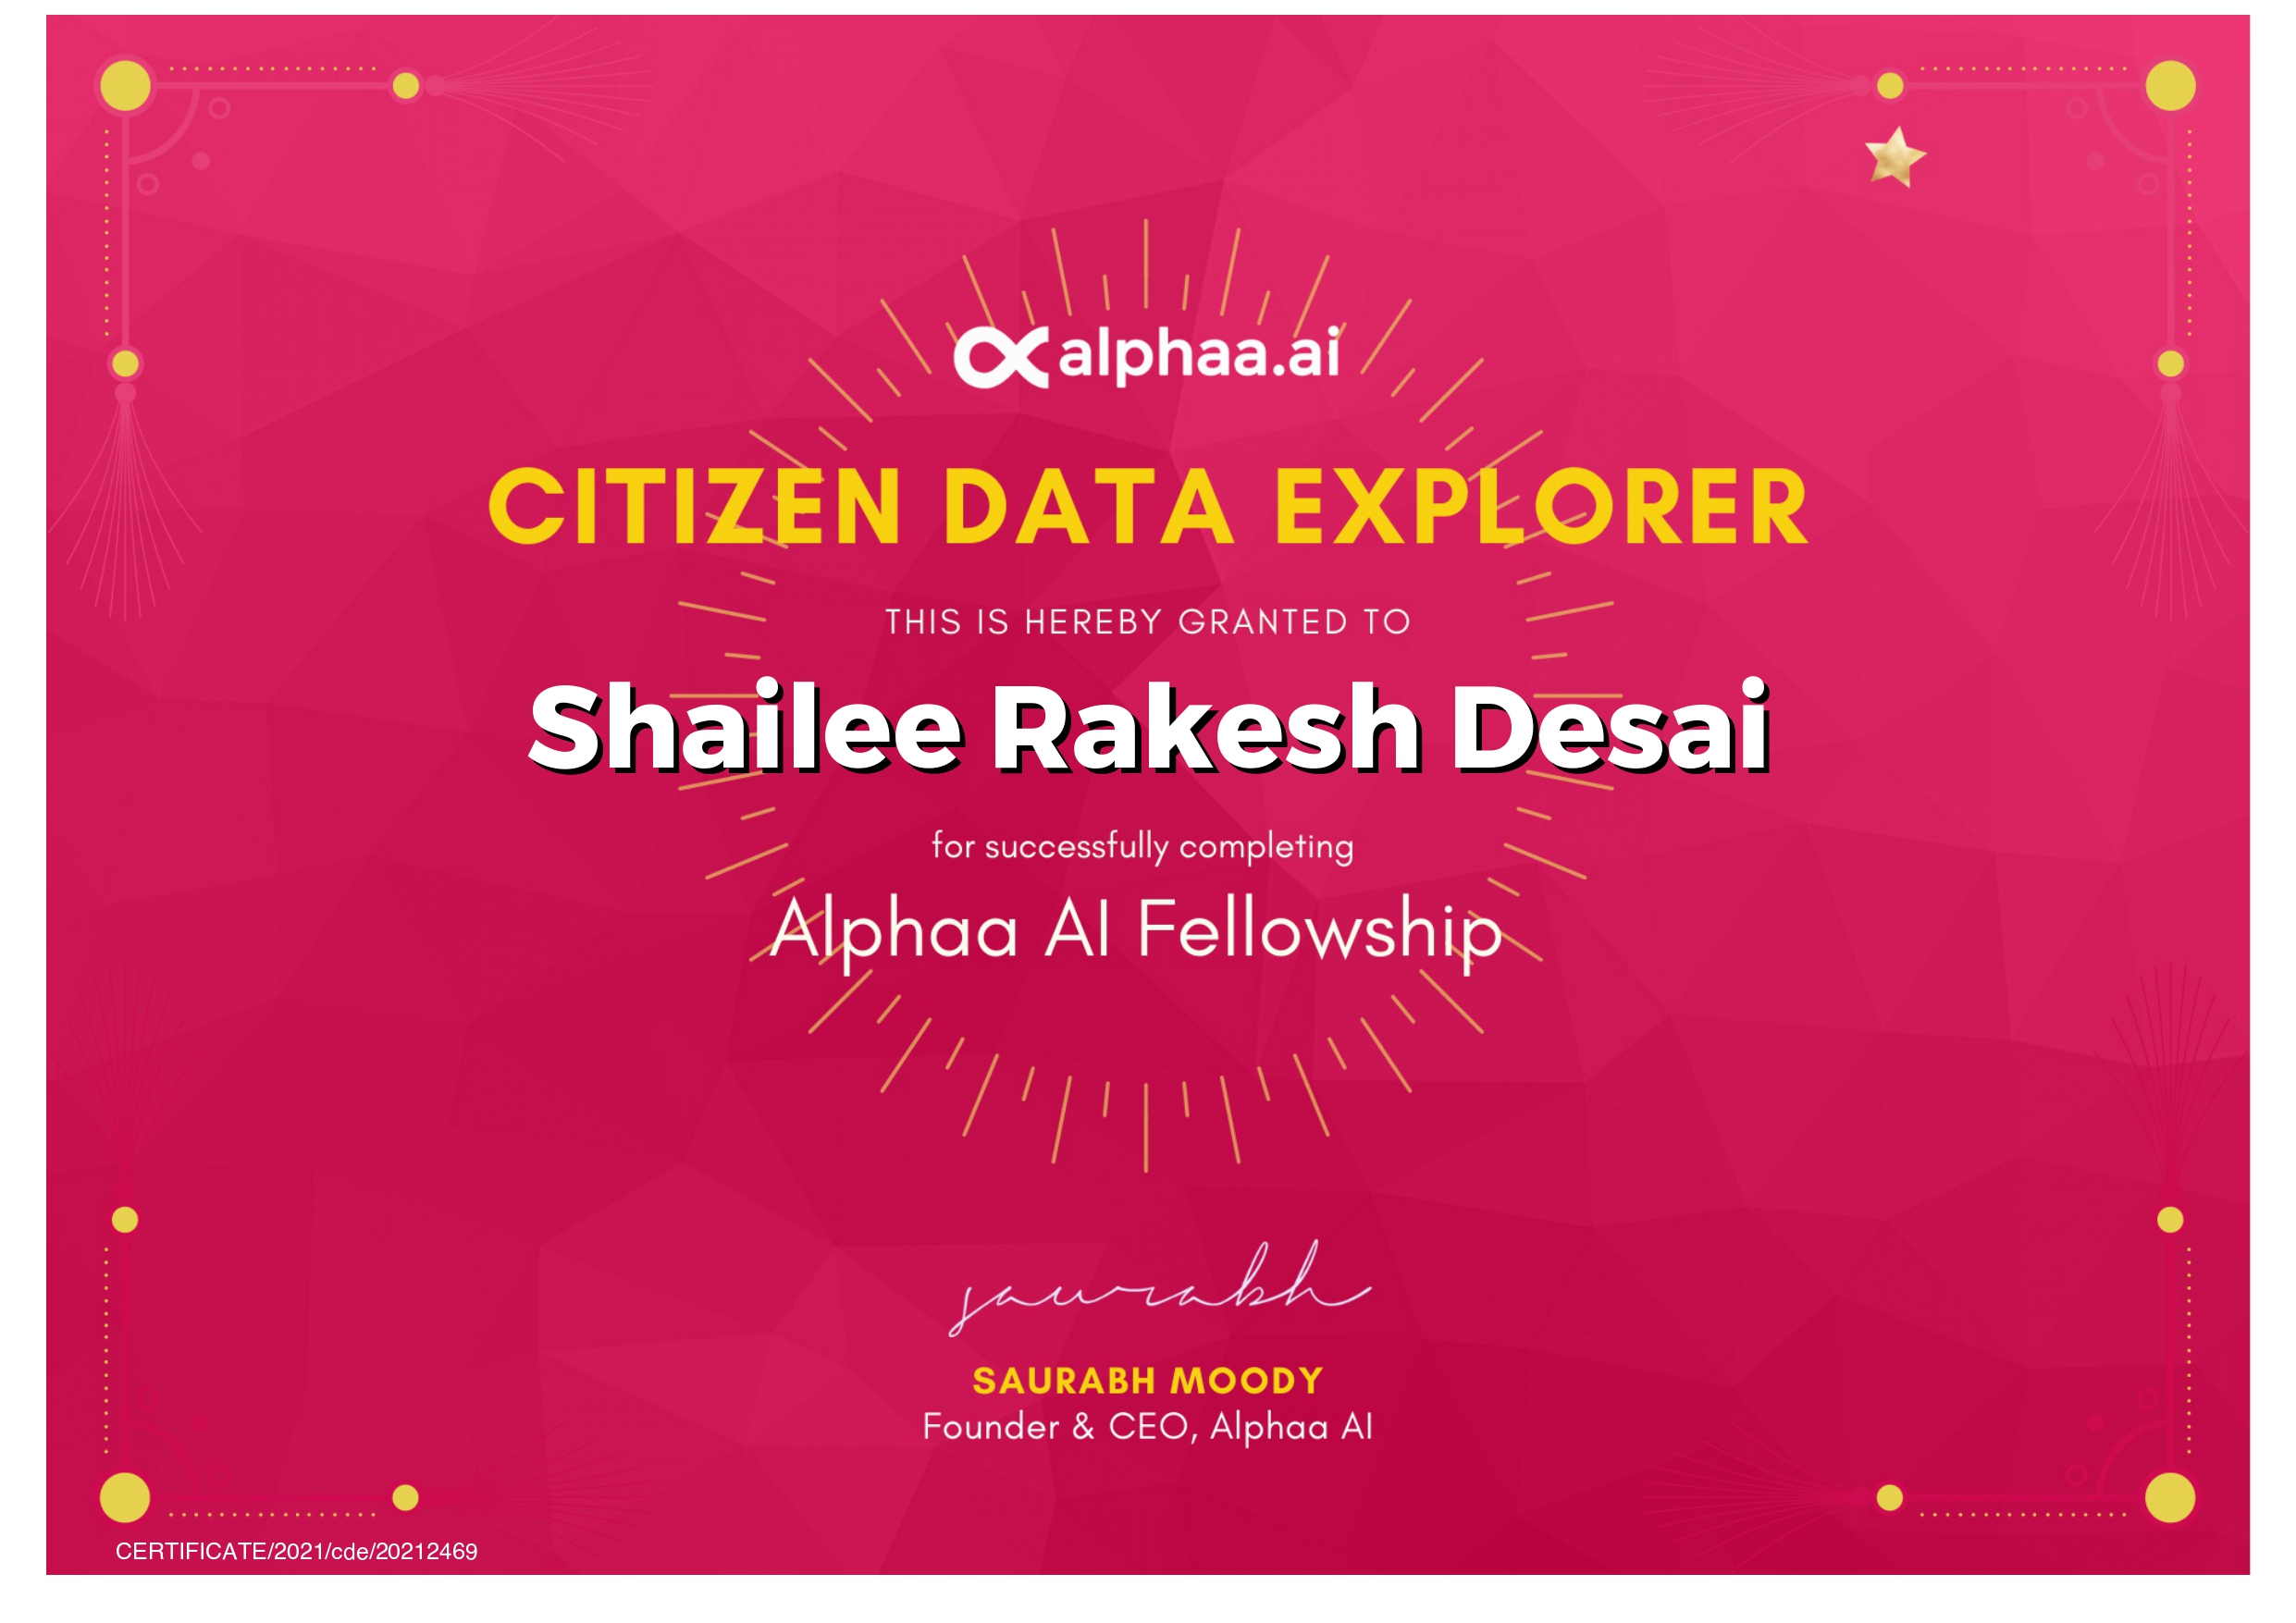 alphaa.ai
CITIZEN DATA EXPLORER
THIS IS HEREBY GRANTED TO
Shailee Rakesh Desai
for successfully completing
Alphaa AI Fellowship
saurabh
SAURABH MOODY
Founder & CEO, Alphaa AI
CERTIFICATE/2021/cde/20212469